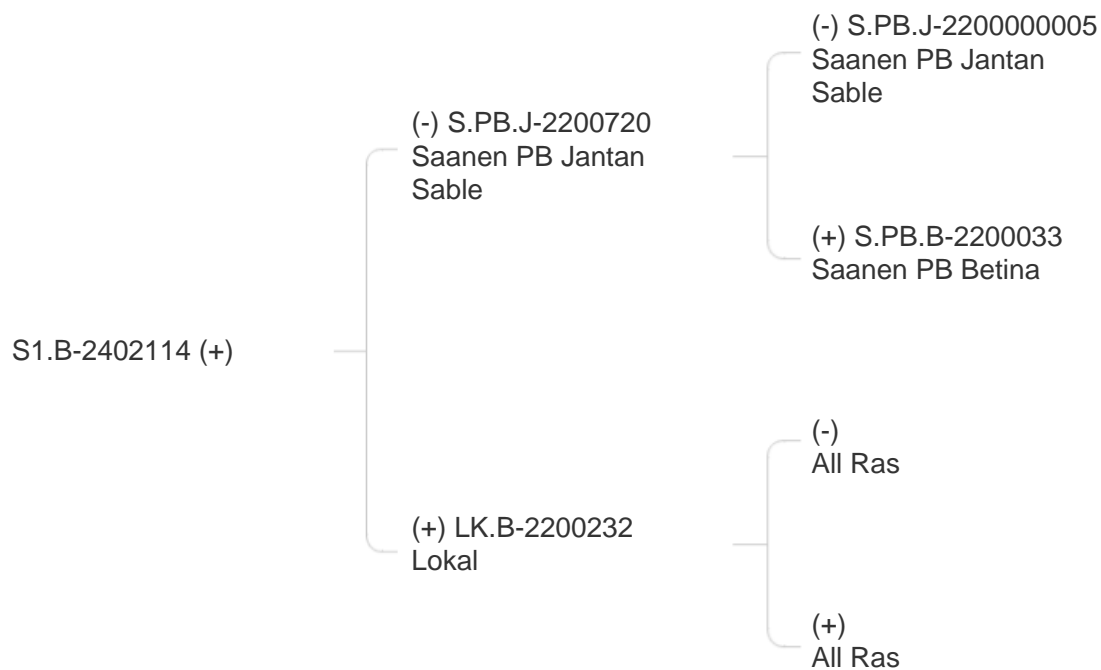 S1.B-2402114 (+)
(-) S.PB.J-2200720
Saanen PB Jantan
Sable
(+) LK.B-2200232
Lokal
(-) S.PB.J-2200000005
Saanen PB Jantan
Sable
(+) S.PB.B-2200033
Saanen PB Betina
(-)
All Ras
(+)
All Ras